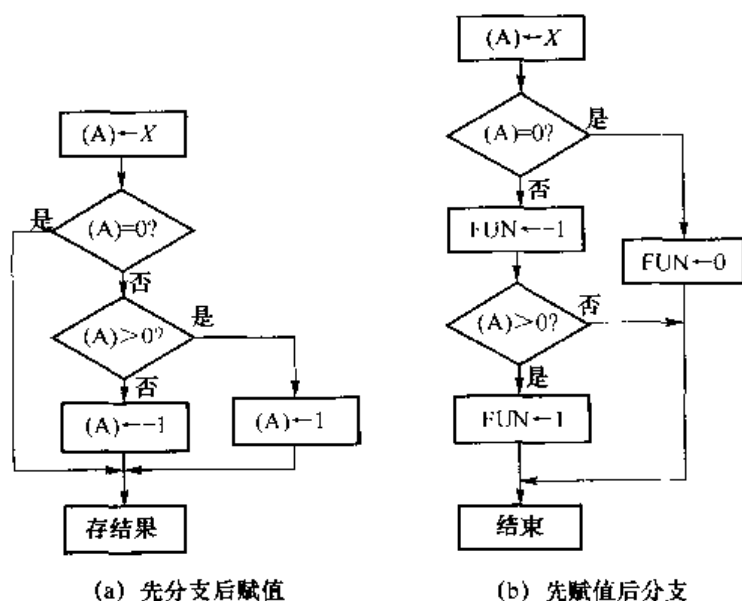 (A)←X
(A)=0?
是
否
(A)>0?
是
否
(A)←-1
(A)←1
存结果
(a) 先分支后赋值
(A)←X
(A)=0?
是
否
FUN←-1
FUN←0
(A)>0?
否
是
FUN←1
结束
(b) 先赋值后分支